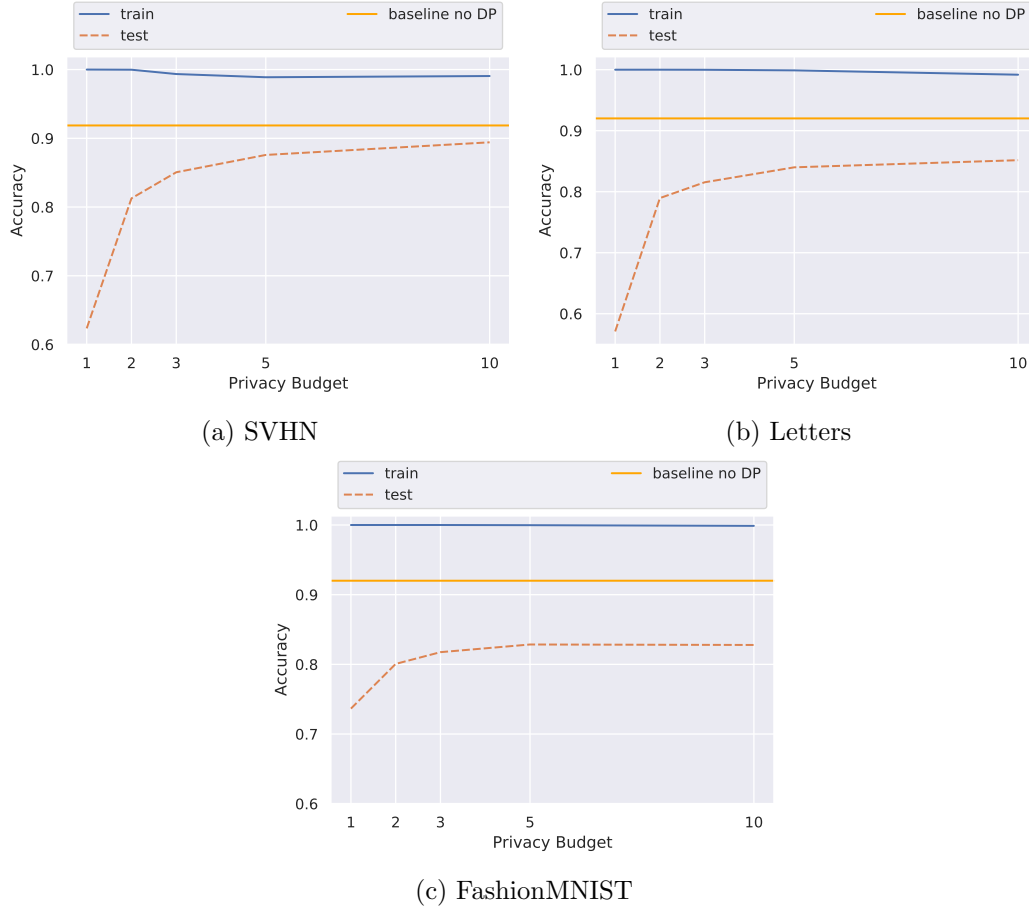 train baseline no DP
test
1.0
0.9
0.8
0.7
0.6
Accuracy
1 2 3 5 10
Privacy Budget
(a) SVHN
train baseline no DP
test
1.0
0.9
0.8
0.7
0.6
Accuracy
1 2 3 5 10
Privacy Budget
(b) Letters
train baseline no DP
test
1.0
0.9
0.8
0.7
0.6
Accuracy
1 2 3 5 10
Privacy Budget
(c) FashionMNIST